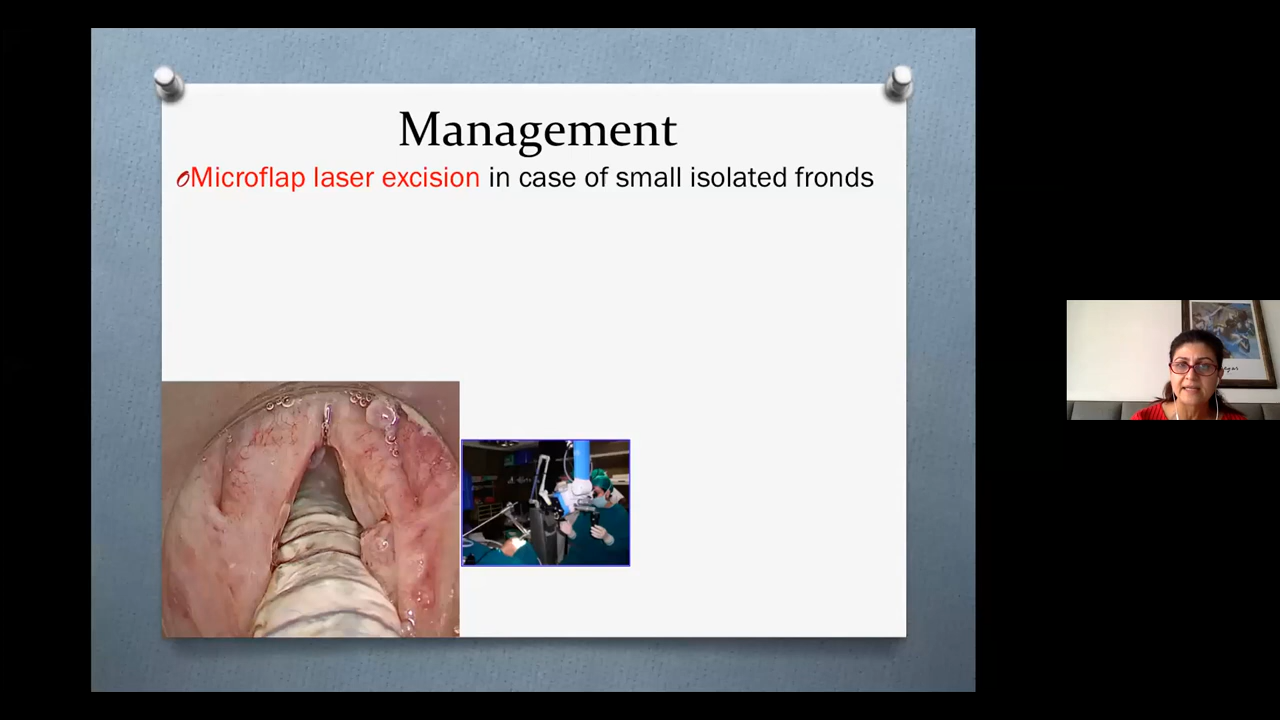 Management
Microflap laser excision in case of small isolated fronds